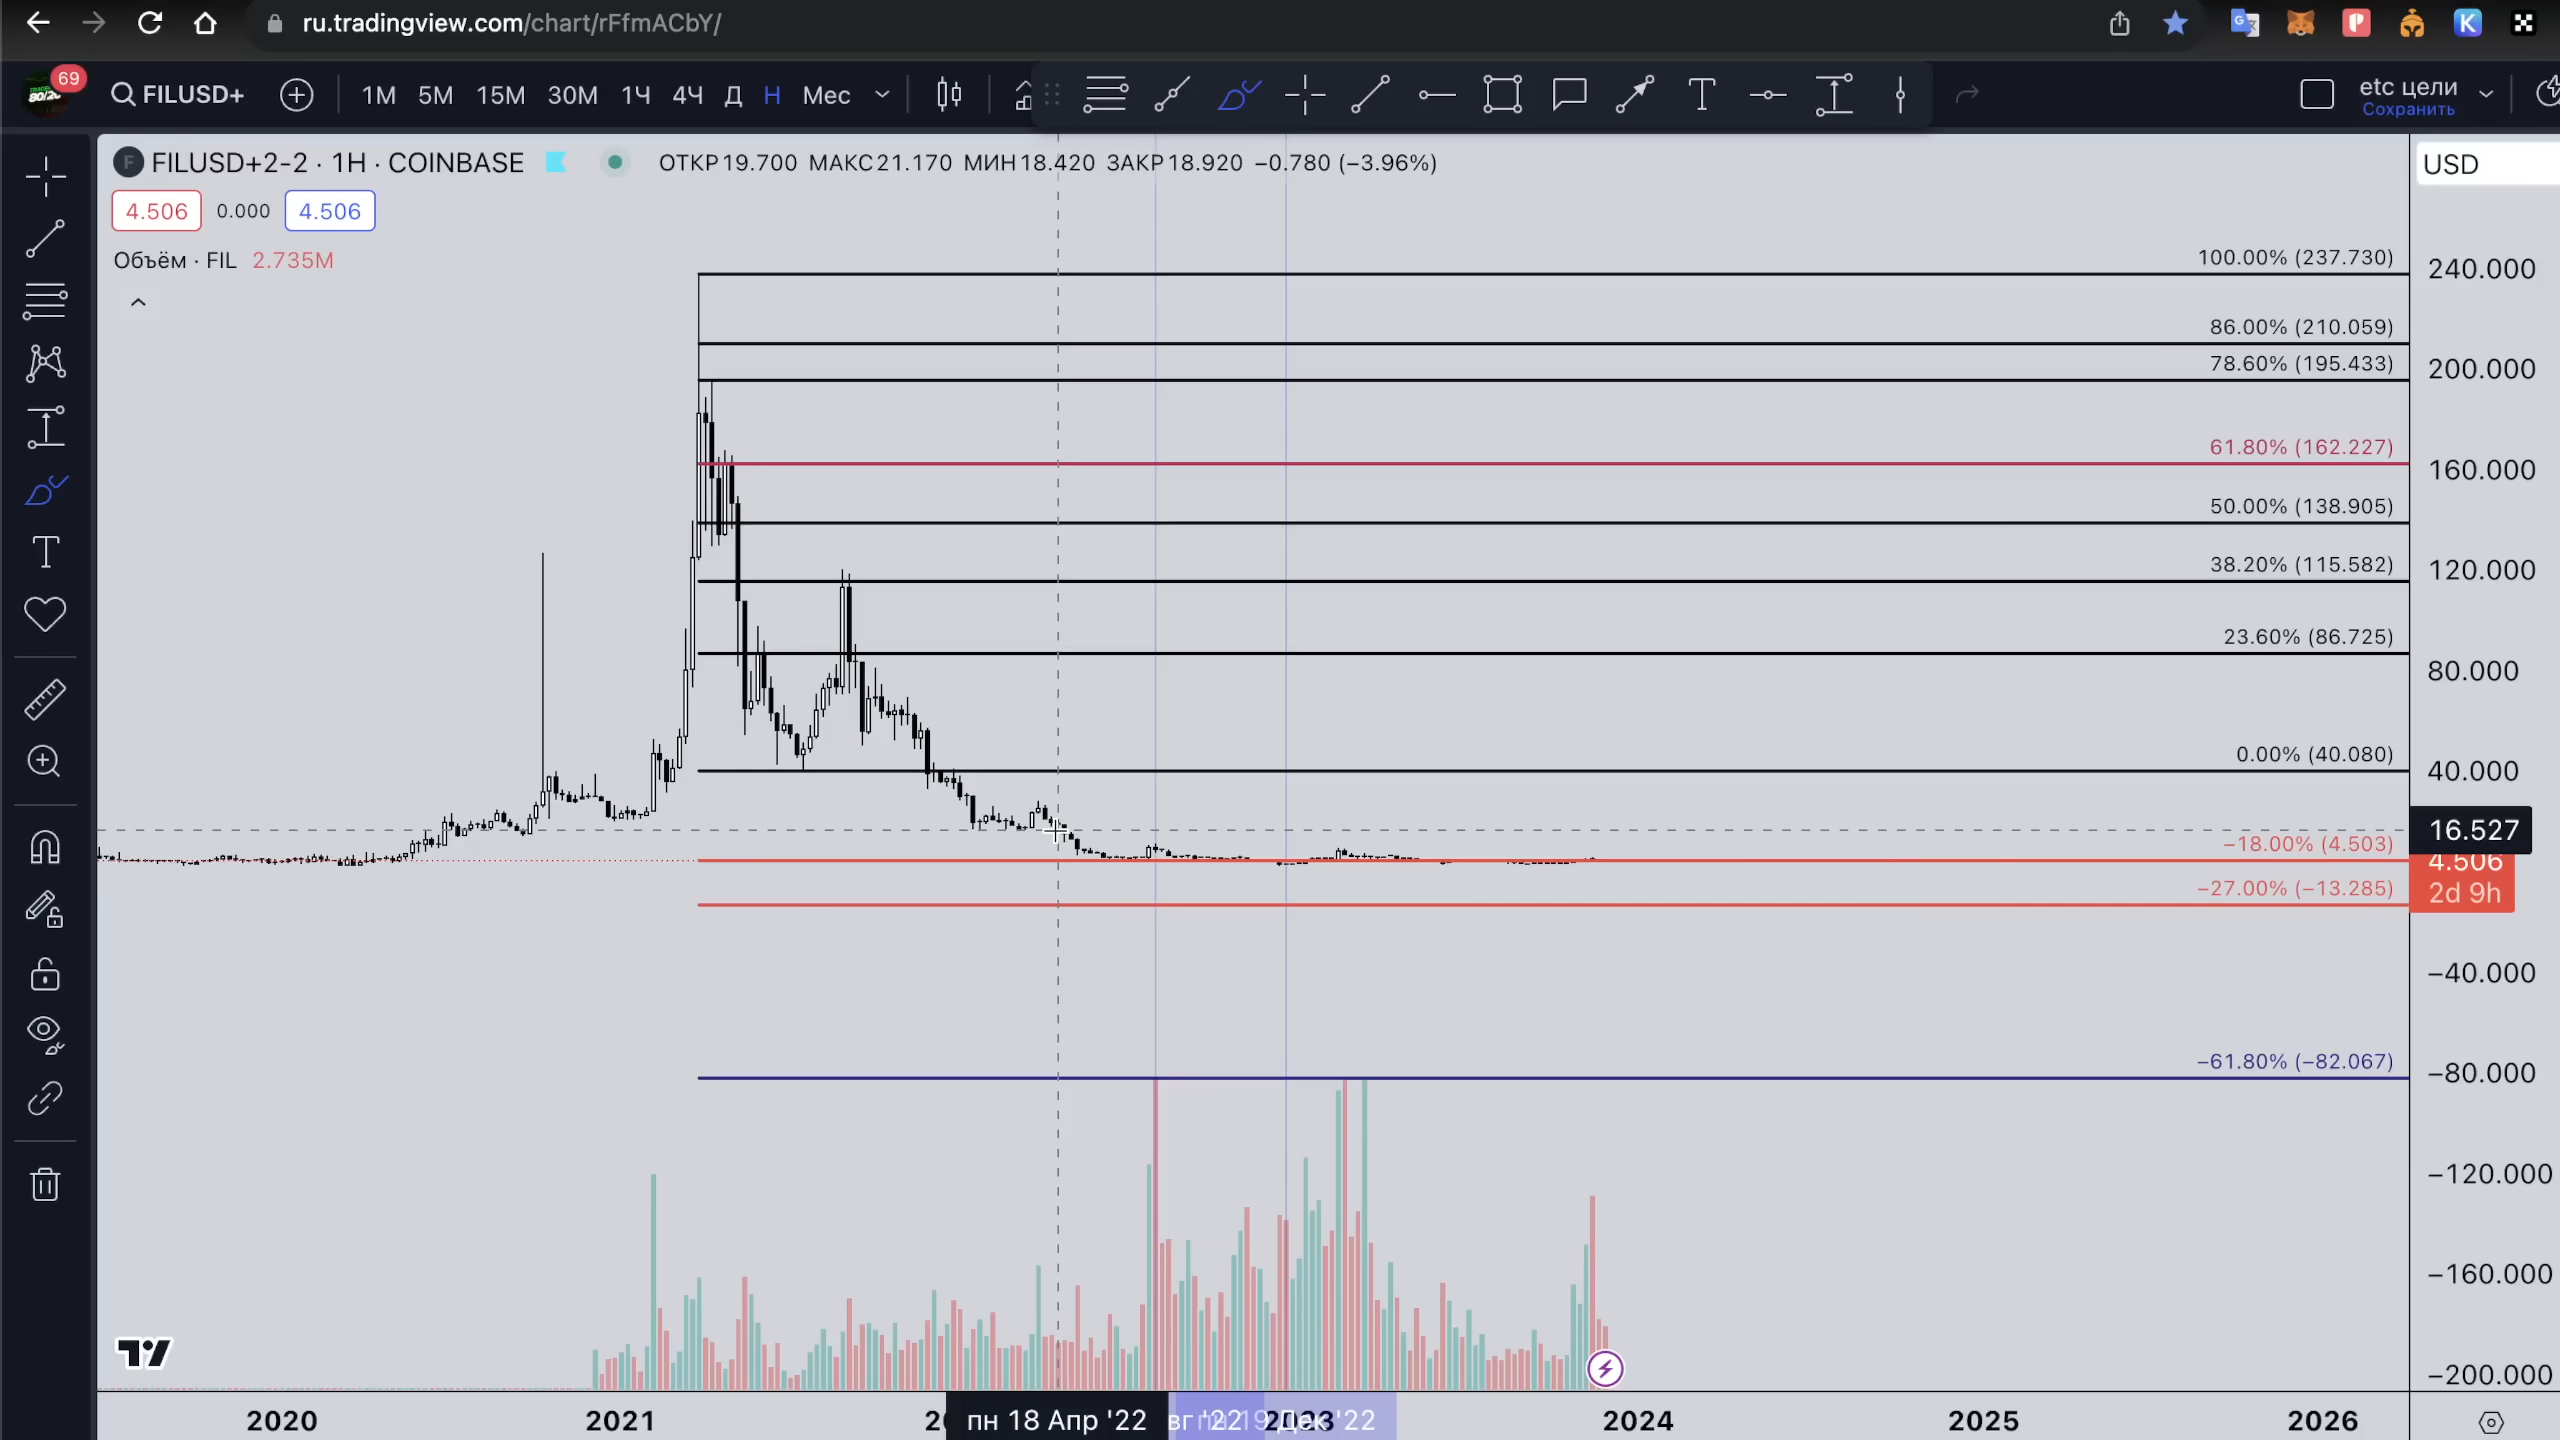 ru.tradingview.com/chart/rFfmACbY/
69
FILUSD+
1М 5М 15М 30М 1Ч 4Ч Д Н Мес
etc цели
Сохранить
FILUSD+2-2 · 1Н · COINBASE ОТКР19.700 МАКС21.170 МИН18.420 ЗАКР18.920 −0.780 (−3.96%)
USD
4.506 0.000 4.506
Объём · FIL 2.735M
100.00% (237.730)
240.000
86.00% (210.059)
78.60% (195.433)
200.000
61.80% (162.227)
160.000
50.00% (138.905)
38.20% (115.582)
120.000
23.60% (86.725)
80.000
0.00% (40.080)
40.000
16.527
−18.00% (4.503)
4.506
−27.00% (−13.285)
2d 9h
−40.000
−61.80% (−82.067)
−80.000
−120.000
−160.000
−200.000
2020 2021 пн 18 Апр '22 2023 2024 2025 2026